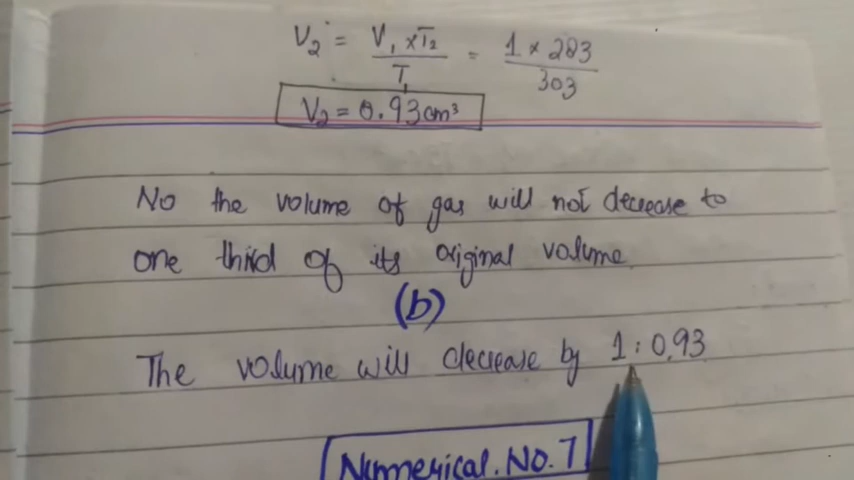 V₂ = V₁ × T₂ / T₁ = 1 × 283 / 303
V₂ = 0.93 cm³
No the volume of gas will not decrease to
one third of its original volume.
(b)
The volume will decrease by 1 : 0.93
Numerical. No. 7